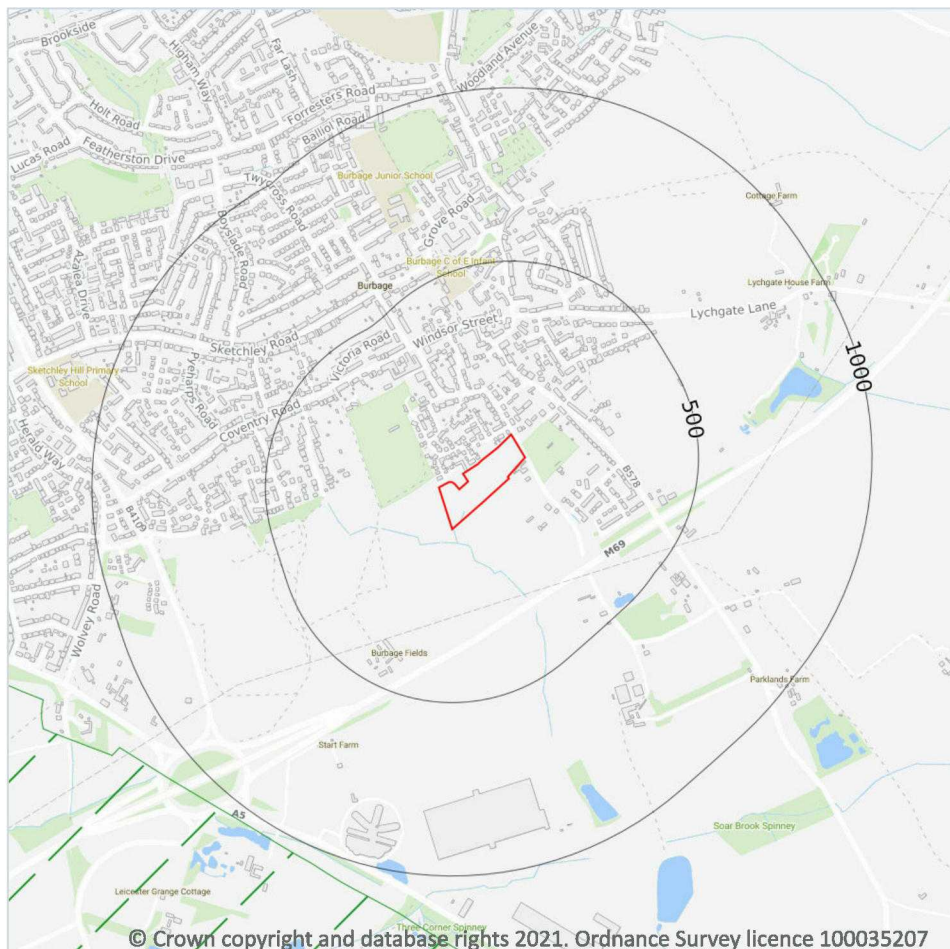 Brookside
Higham Way
Far Lash
Woodland Avenue
Holt Road
Forresters Road
Balliol Road
Featherston Drive
Lucas Road
Twycross Road
Burbage Junior School
Cottage Farm
Boyslade Road
Grove Road
Azalea Drive
Burbage C of E Infant
School
Burbage
Lychgate House Farm
Lychgate Lane
Windsor Street
Sketchley Road
Victoria Road
1000
Sketchley Hill Primary
School
Pyeharps Road
Coventry Road
500
Herald Way
B578
B4109
M69
Wolvey Road
Burbage Fields
Parklands Farm
Start Farm
A5
Soar Brook Spinney
Leicester Grange Cottage
Three Corner Spinney
© Crown copyright and database rights 2021. Ordnance Survey licence 100035207